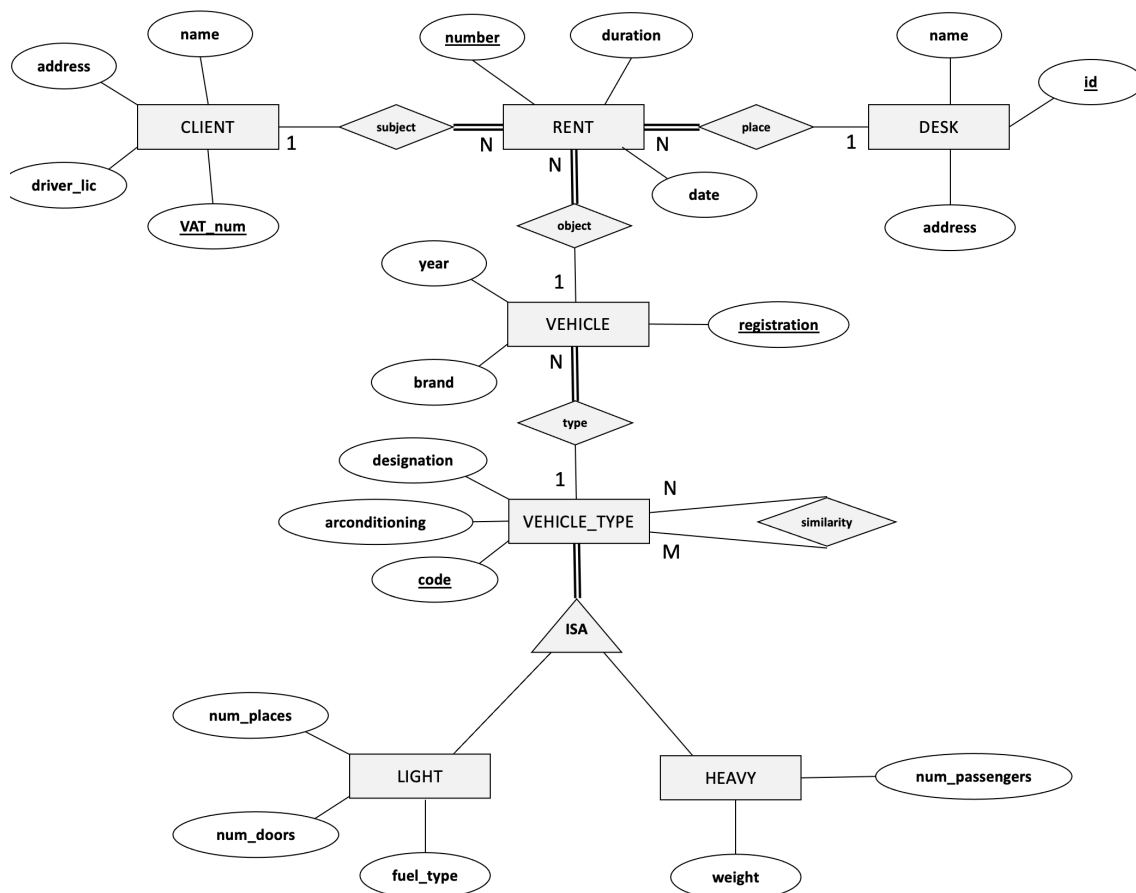 name
number
duration
name
address
id
CLIENT
subject
RENT
place
DESK
1
N
N
N
1
driver_lic
date
VAT_num
object
address
year
1
VEHICLE
registration
N
brand
type
designation
1
N
arconditioning
VEHICLE_TYPE
similarity
M
code
ISA
num_places
LIGHT
HEAVY
num_passengers
num_doors
fuel_type
weight